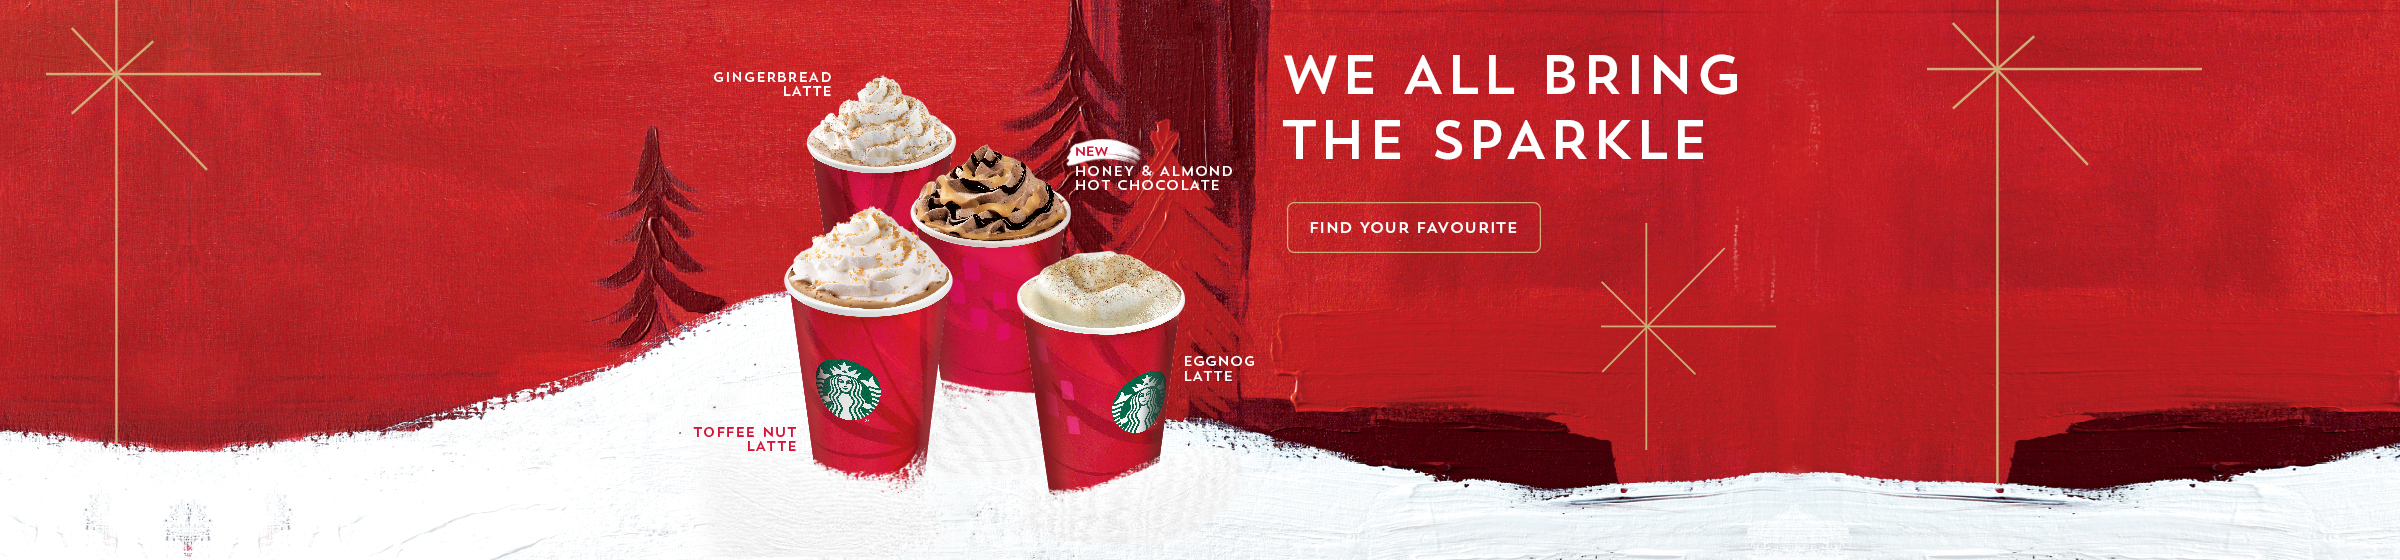 GINGERBREAD
LATTE
NEW
HONEY & ALMOND
HOT CHOCOLATE
TOFFEE NUT
LATTE
EGGNOG
LATTE
WE ALL BRING
THE SPARKLE
FIND YOUR FAVOURITE